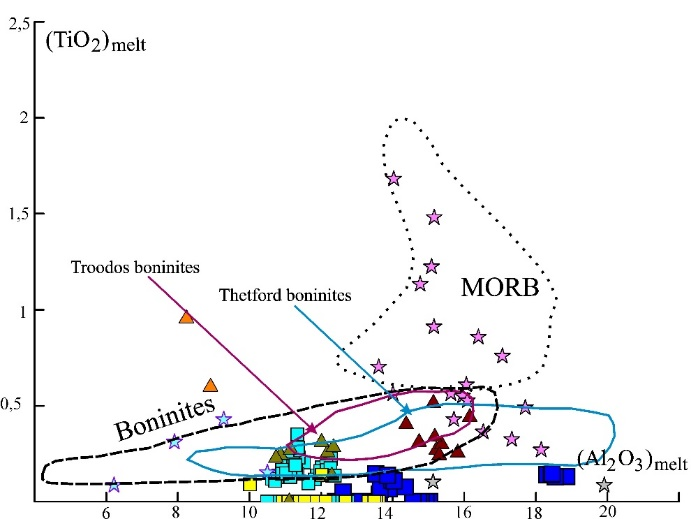 2,5
(TiO2)melt
2
1,5
Troodos boninites
Thetford boninites
MORB
1
0,5
Boninites
(Al2O3)melt
6 8 10 12 14 16 18 20